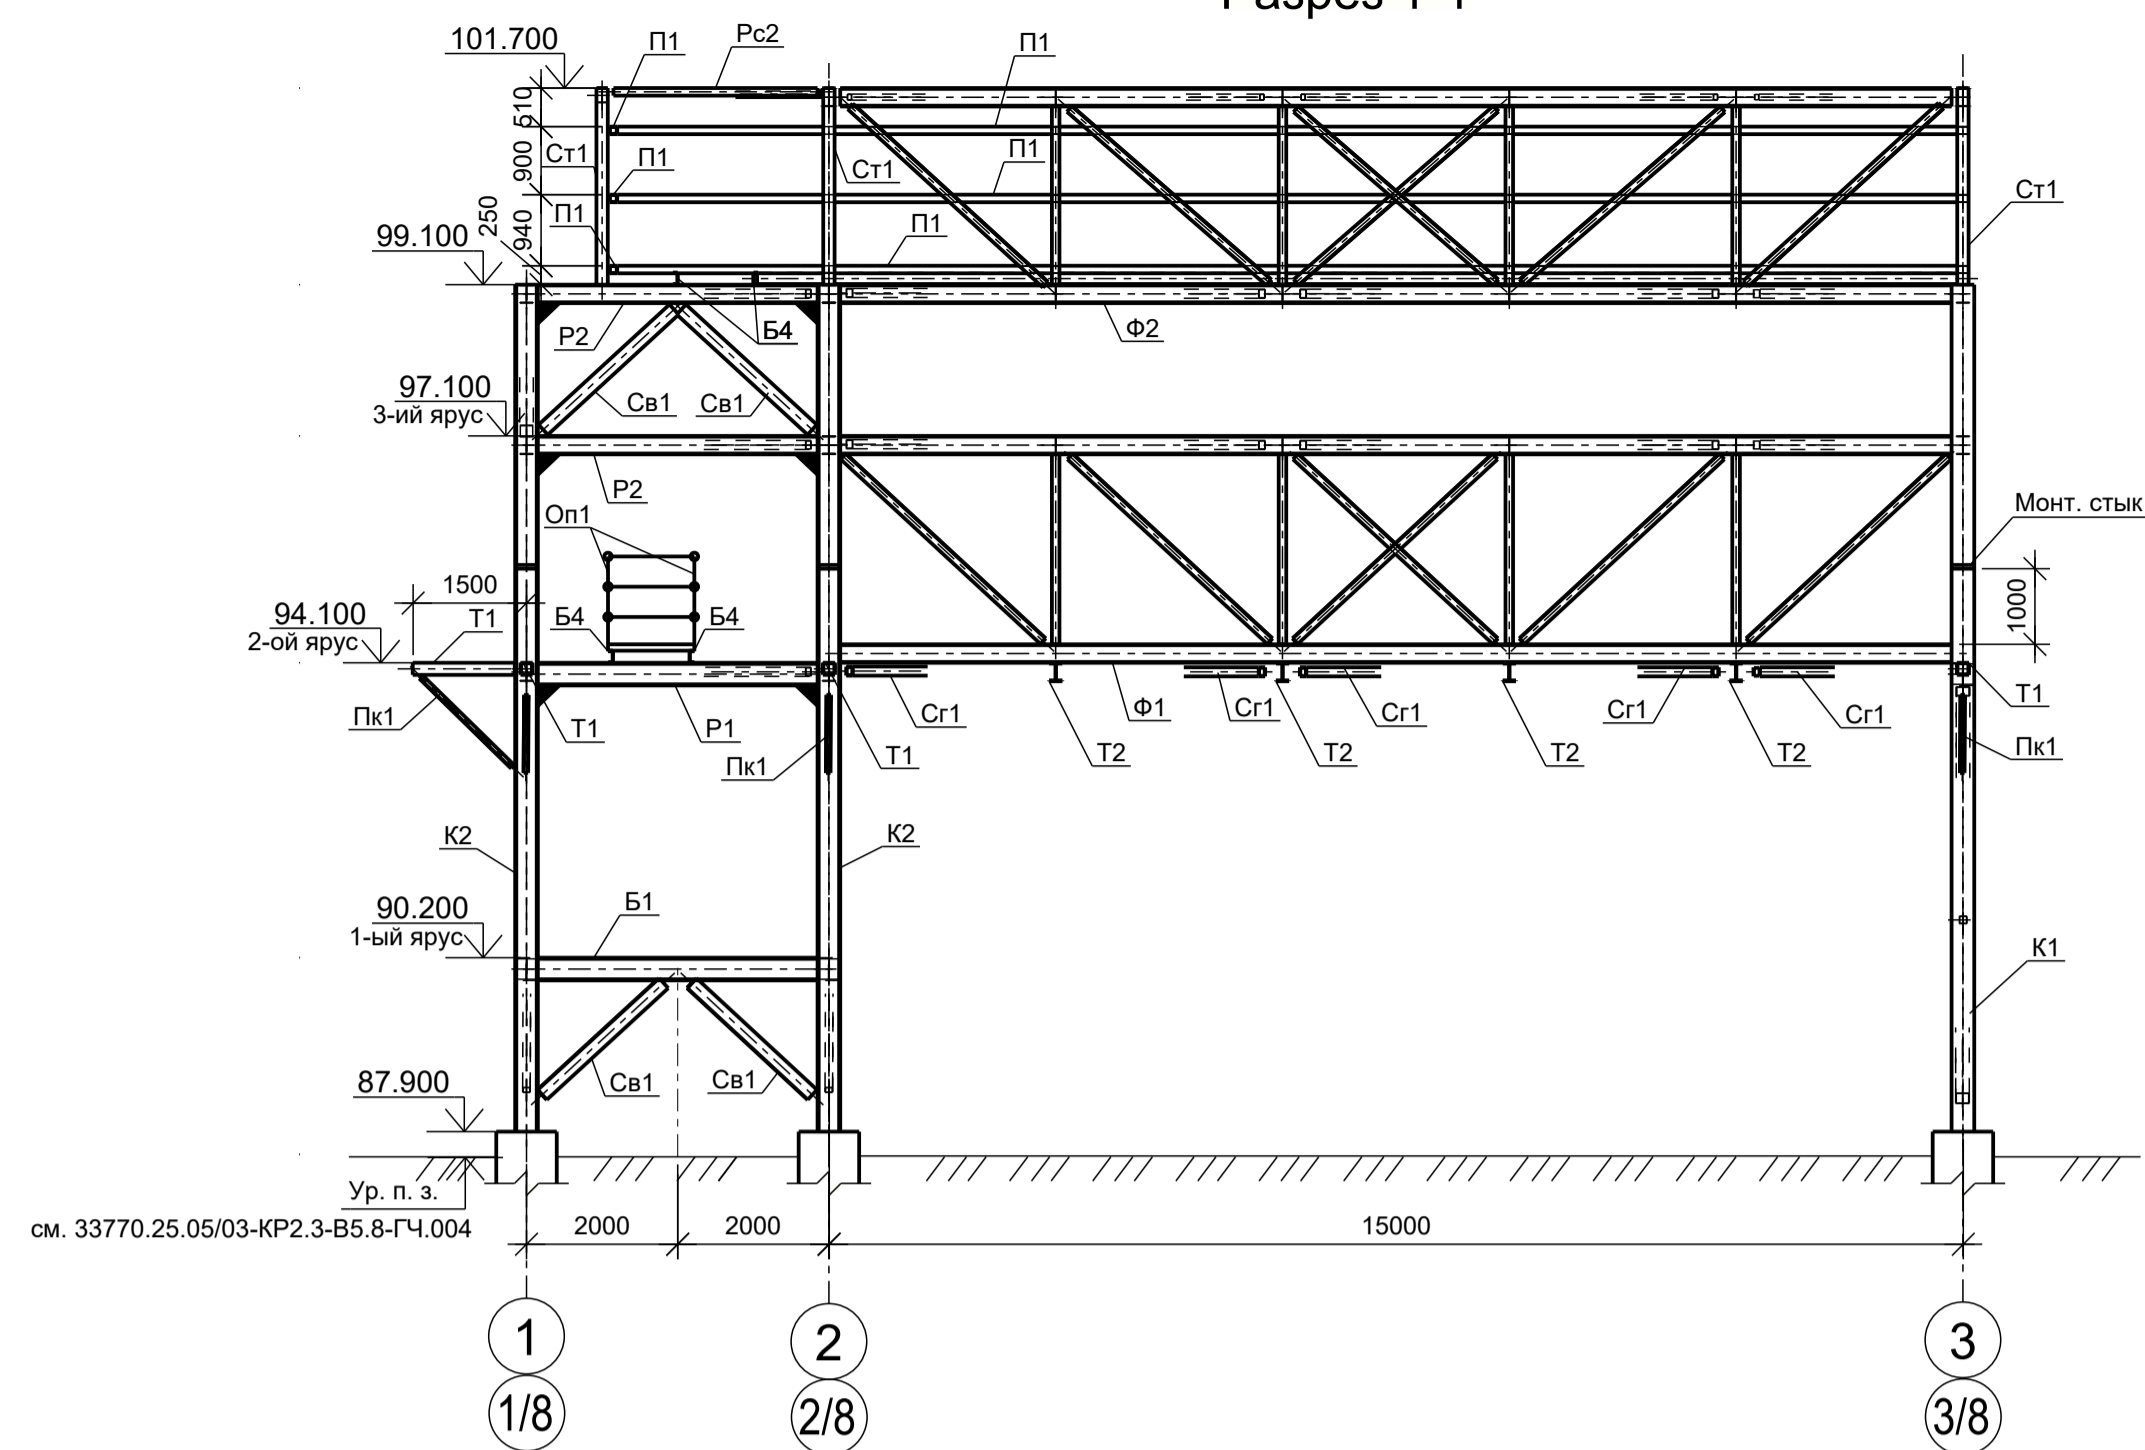 Разрез 1-1
101.700
П1
Рс2
П1
510
900
940
250
Ст1
П1
П1
Ст1
П1
П1
Ст1
99.100
Р2
Б4
Ф2
97.100
3-ий ярус
Св1
Св1
Р2
Оп1
Монт. стык
1000
1500
94.100
2-ой ярус
Т1
Б4
Б4
Пк1
Т1
Р1
Пк1
Т1
Сг1
Ф1
Сг1
Сг1
Сг1
Сг1
Т1
Т2
Т2
Т2
Т2
Пк1
К2
К2
90.200
1-ый ярус
Б1
К1
87.900
Св1
Св1
Ур. п. з.
см. 33770.25.05/03-КР2.3-В5.8-ГЧ.004
2000
2000
15000
1
2
3
1/8
2/8
3/8